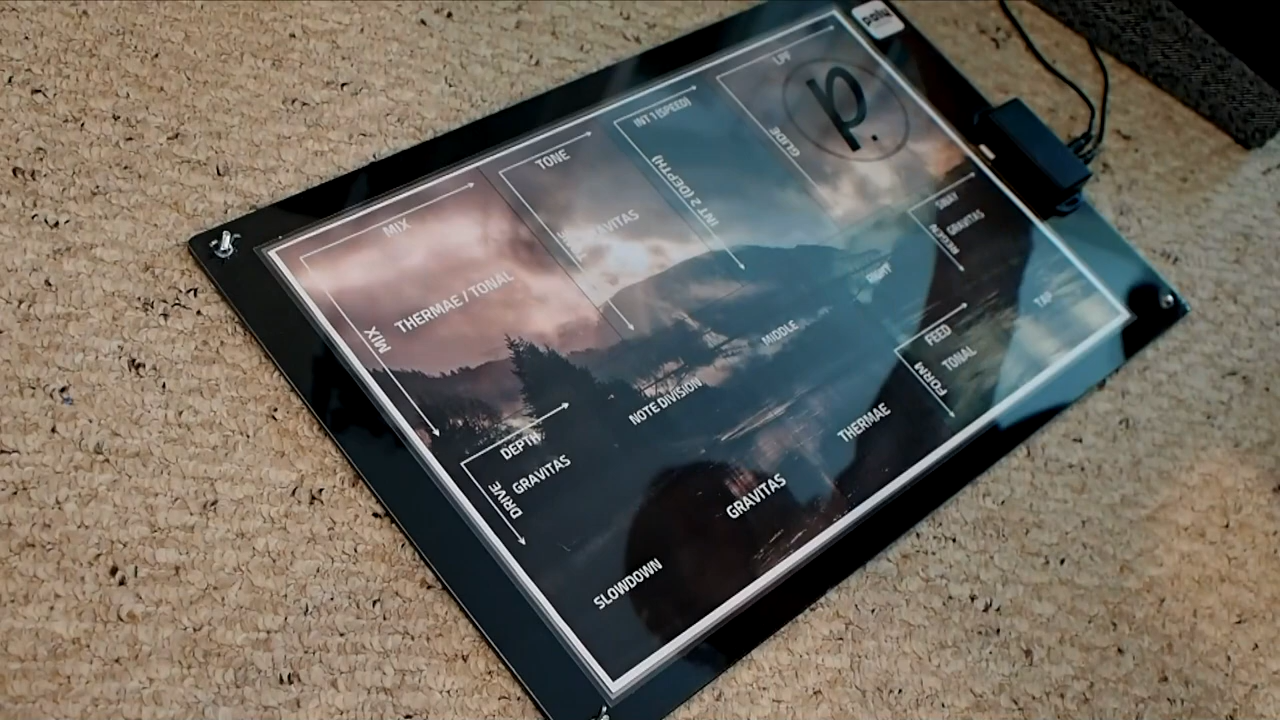 MIX
MIX
THERMAE / TONAL
TONE
GRAVITAS
INT 1 (SPEED)
INT 2 (DEPTH)
LPF
GLIDE
p.
SWAY
GRAVITAS
REGEN
RIGHT
MIDDLE
TAP
FEED
TONAL
FORM
NOTE DIVISION
DEPTH
GRAVITAS
DRIVE
THERMAE
GRAVITAS
SLOWDOWN